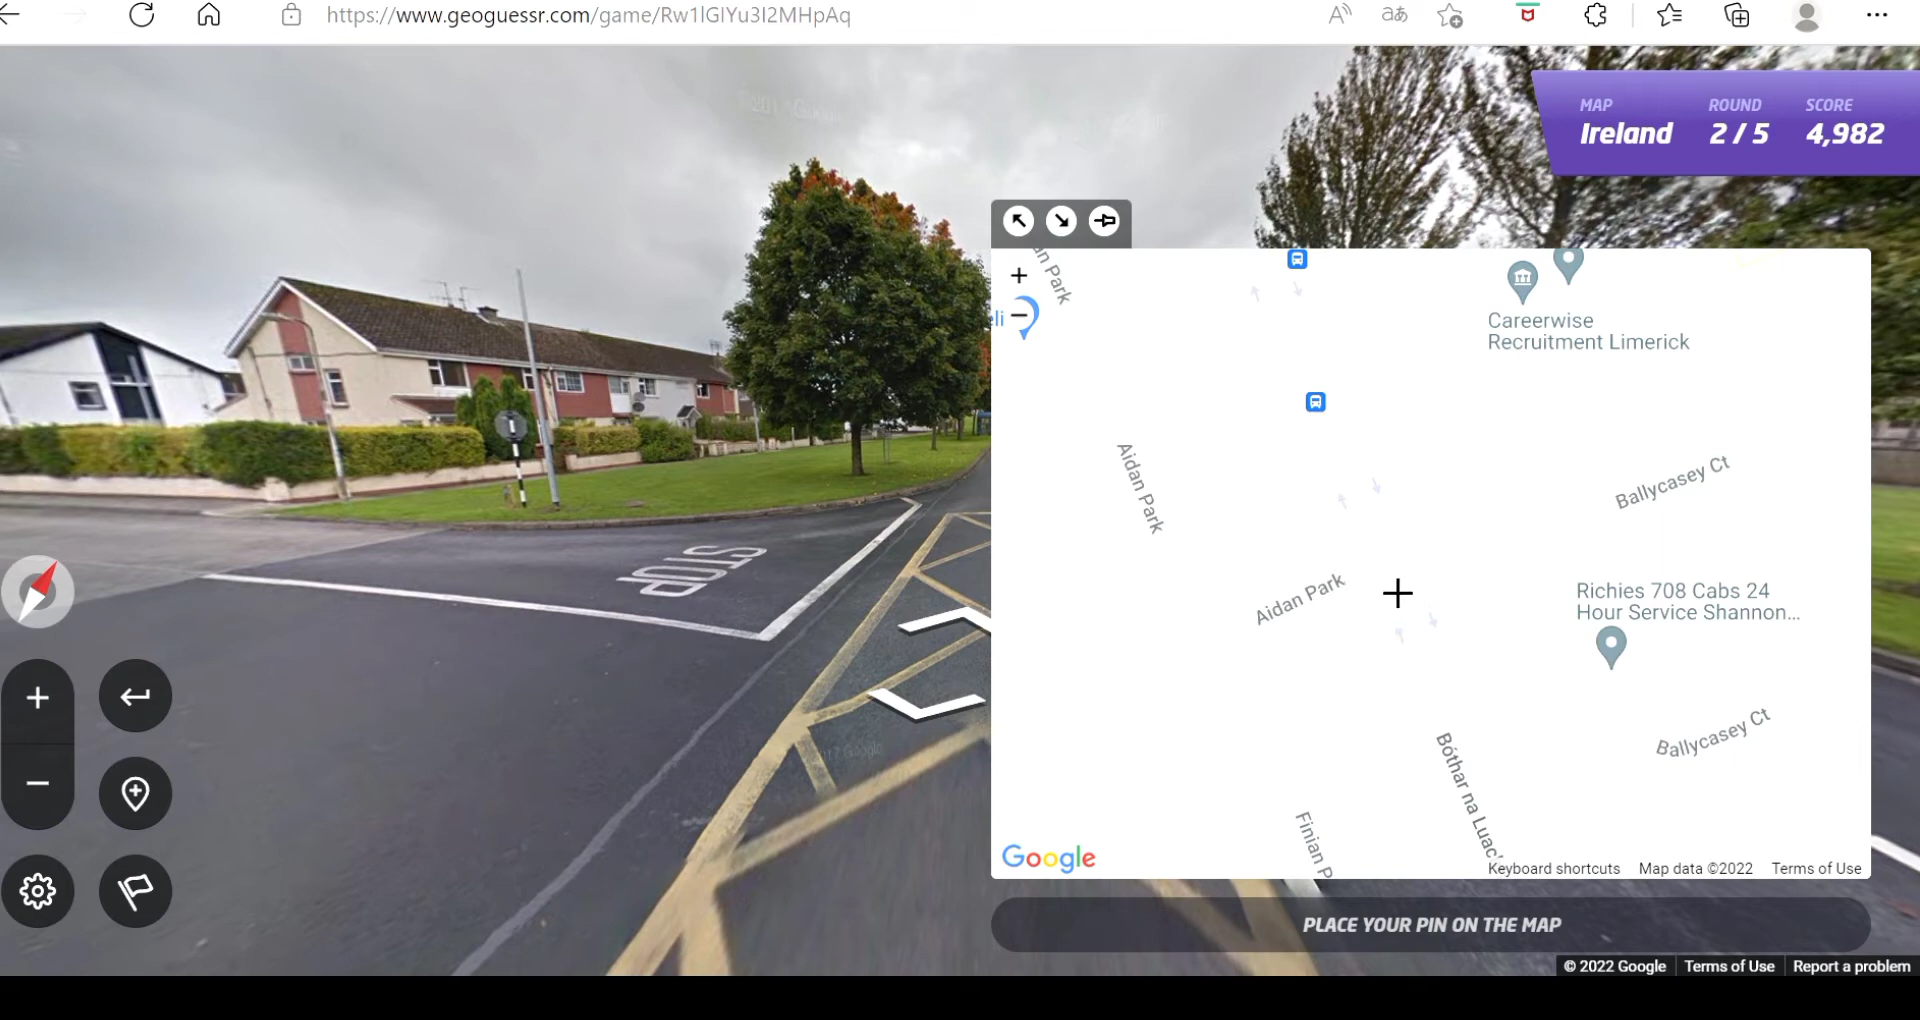 https://www.geoguessr.com/game/Rw1lGlYu3I2MHpAq
MAP ROUND SCORE
Ireland 2 / 5 4,982
an Park
eli
Careerwise
Recruitment Limerick
Aidan Park
Ballycasey Ct
Aidan Park
Richies 708 Cabs 24
Hour Service Shannon...
Ballycasey Ct
Bóthar na Luac
Finian P
STOP
Google
Keyboard shortcuts Map data ©2022 Terms of Use
PLACE YOUR PIN ON THE MAP
© 2022 Google Terms of Use Report a problem